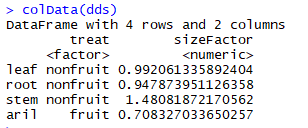 > colData(dds)
DataFrame with 4 rows and 2 columns
treat sizeFactor
<factor> <numeric>
leaf nonfruit 0.992061335892404
root nonfruit 0.947873951126358
stem nonfruit 1.48081872170562
aril fruit 0.708327033650257